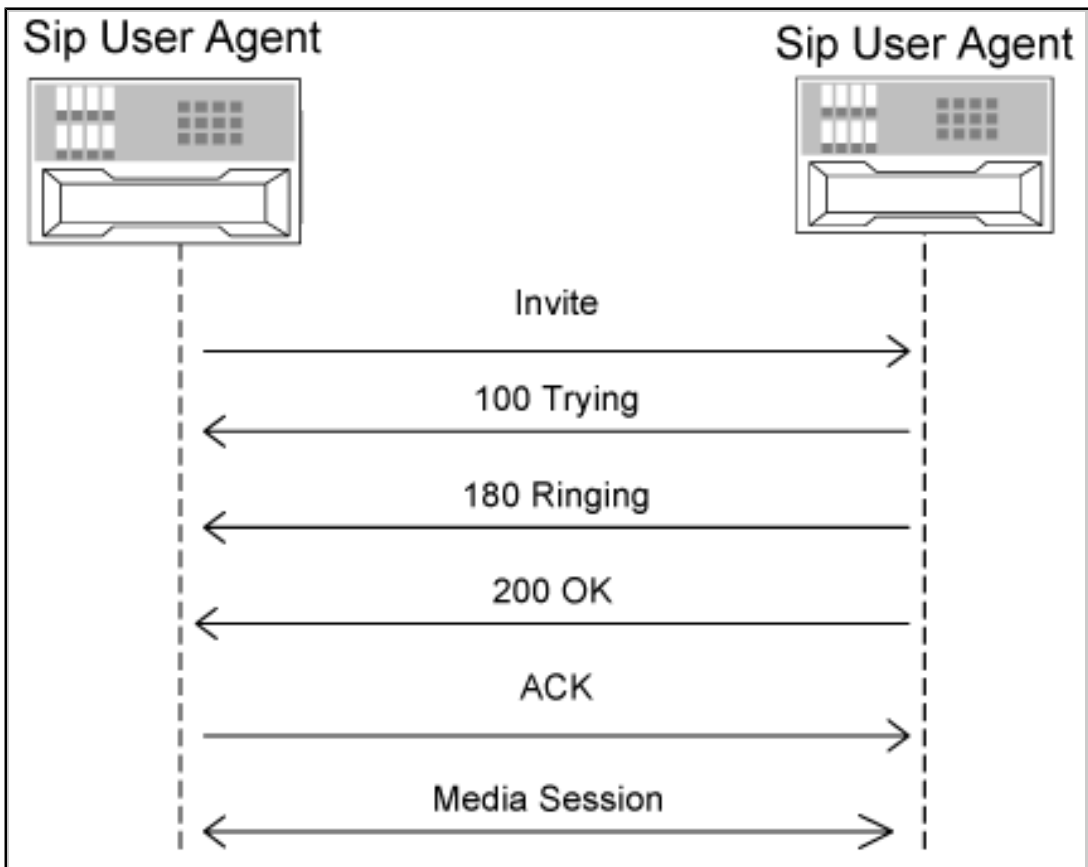 Sip User Agent
Sip User Agent
Invite
100 Trying
180 Ringing
200 OK
ACK
Media Session